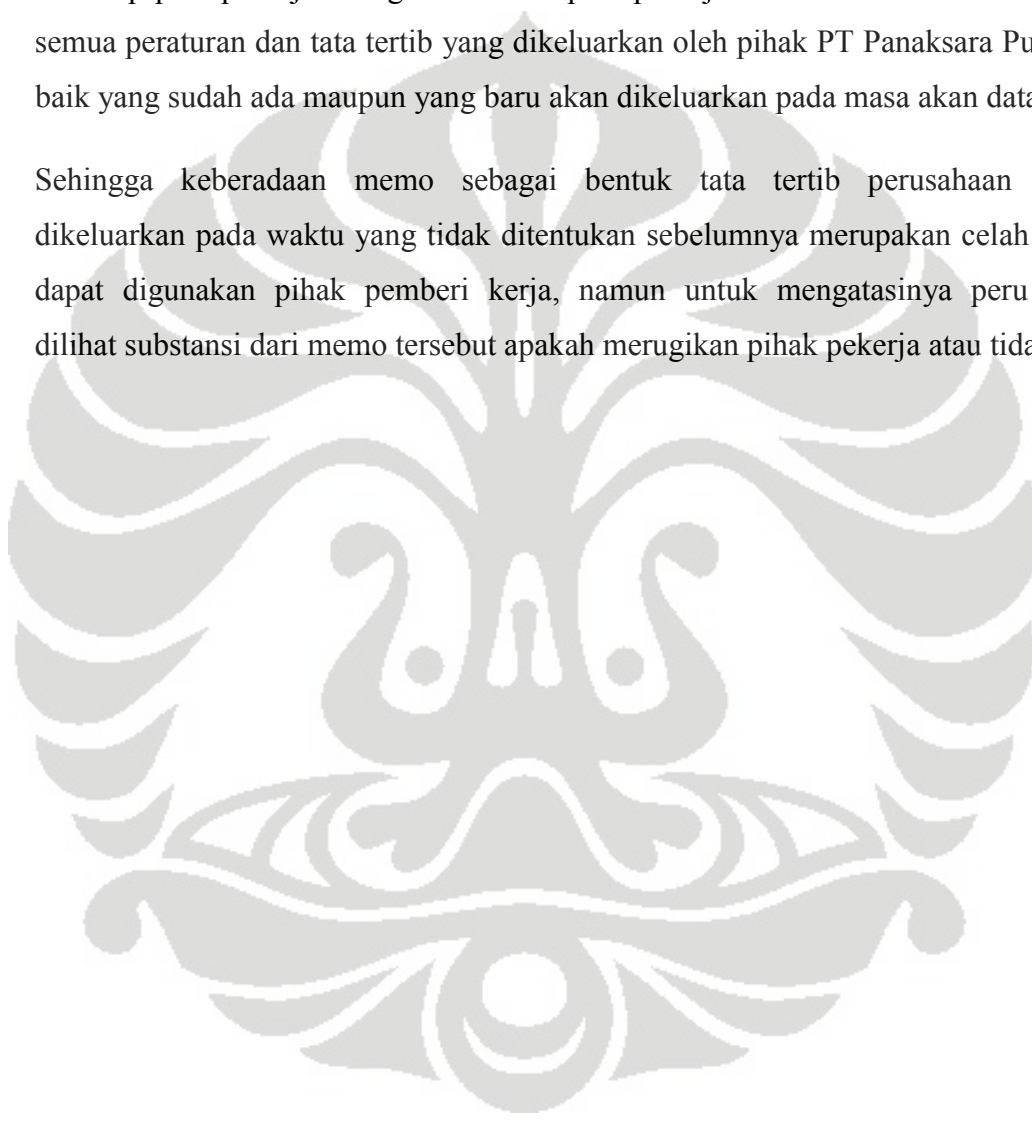 semua peraturan dan tata tertib yang dikeluarkan oleh pihak PT Panaksara
baik yang sudah ada maupun yang baru akan dikeluarkan pada masa akan
Sehingga keberadaan memo sebagai bentuk tata tertib perusahaan
dikeluarkan pada waktu yang tidak ditentukan sebelumnya merupakan celah
dapat digunakan pihak pemberi kerja, namun untuk mengatasinya peru
dilihat substansi dari memo tersebut apakah merugikan pihak pekerja atau